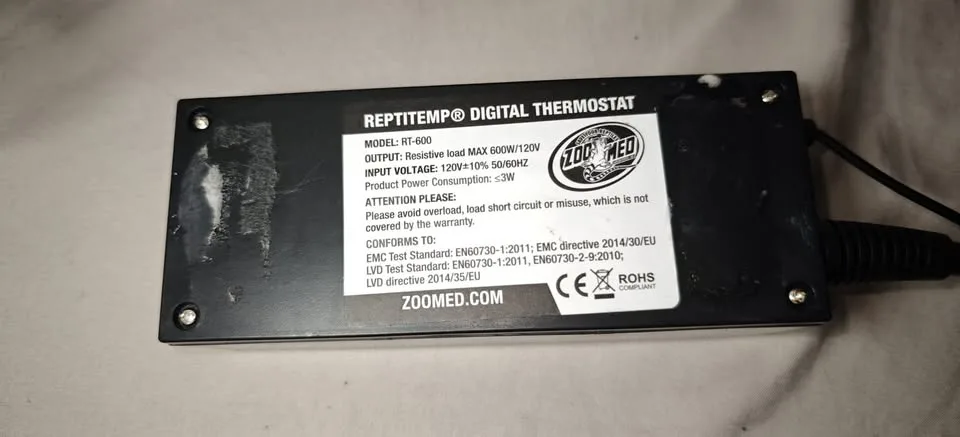 REPTITEMP® DIGITAL THERMOSTAT
MODEL: RT-600
OUTPUT: Resistive load MAX 600W/120V
INPUT VOLTAGE: 120V±10% 50/60HZ
Product Power Consumption: ≤3W
ZOO MED
ATTENTION PLEASE:
Please avoid overload, load short circuit or misuse, which is not
covered by the warranty.
CONFORMS TO:
EMC Test Standard: EN60730-1:2011; EMC directive 2014/30/EU
LVD Test Standard: EN60730-1:2011, EN60730-2-9:2010;
LVD directive 2014/35/EU
CE
ROHS
COMPLIANT
ZOOMED.COM